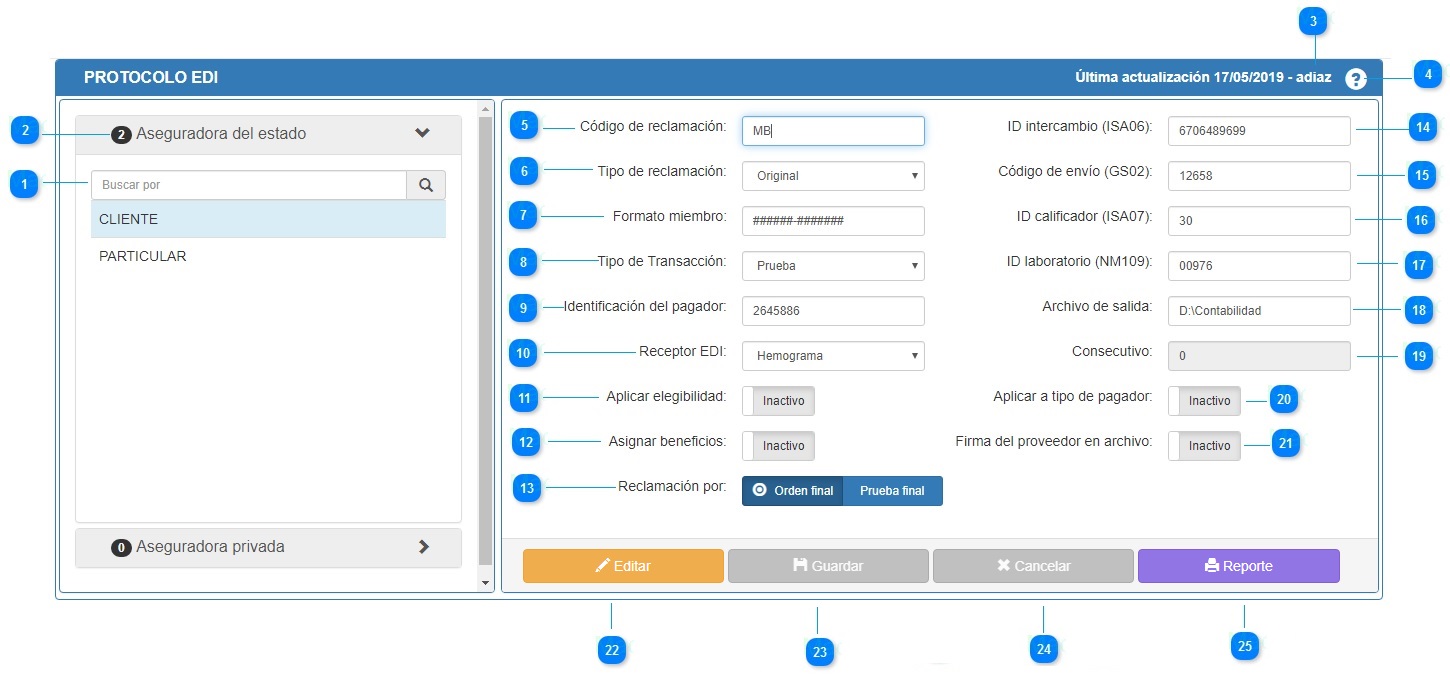 3
PROTOCOLO EDI
Última actualización 17/05/2019 - adiaz ?
4
2
2 Aseguradora del estado
1
Buscar por
CLIENTE
PARTICULAR
0 Aseguradora privada
5 Código de reclamación: MB
6 Tipo de reclamación: Original
7 Formato miembro: ######-#######
8 Tipo de Transacción: Prueba
9 Identificación del pagador: 2645886
10 Receptor EDI: Hemograma
11 Aplicar elegibilidad: Inactivo
12 Asignar beneficios: Inactivo
13 Reclamación por: Orden final Prueba final
ID intercambio (ISA06): 6706489699 14
Código de envío (GS02): 12658 15
ID calificador (ISA07): 30 16
ID laboratorio (NM109): 00976 17
Archivo de salida: D:\Contabilidad 18
Consecutivo: 0 19
Aplicar a tipo de pagador: Inactivo 20
Firma del proveedor en archivo: Inactivo 21
Editar Guardar Cancelar Reporte
22 23 24 25